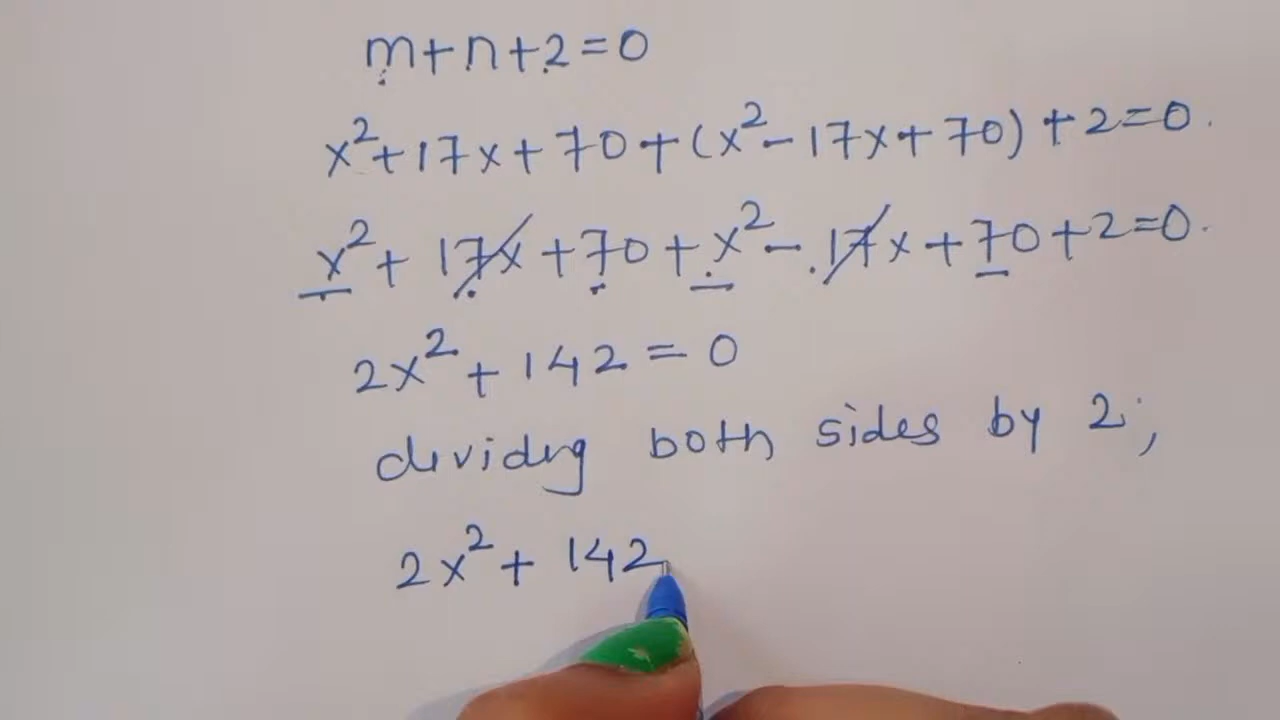 m+n+2=0
x²+17x+70+(x²-17x+70)+2=0.
x²+17x+70+x²-17x+70+2=0.
2x²+142=0
dividing both sides by 2;
2x²+142